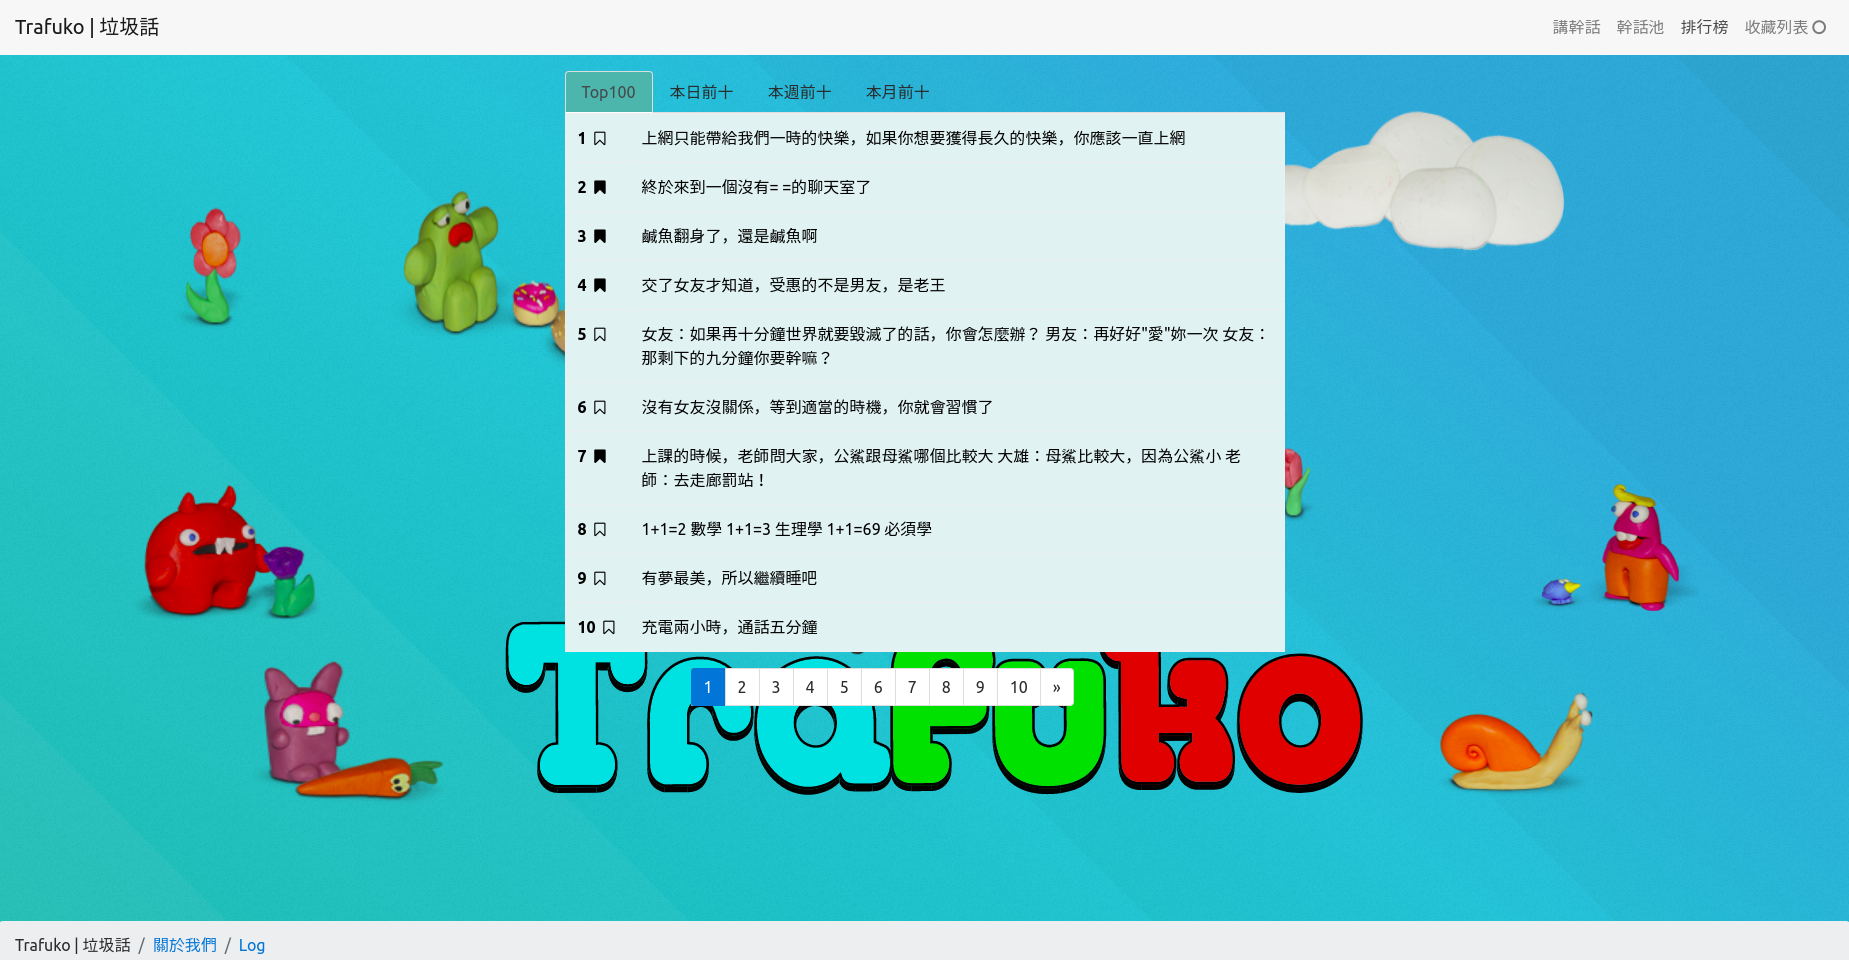 Trafuko | 垃圾話
講幹話 幹話池 排行榜 收藏列表
Top100 本日前十 本週前十 本月前十
1 上網只能帶給我們一時的快樂，如果你想要獲得長久的快樂，你應該一直上網
2 終於來到一個沒有= =的聊天室了
3 鹹魚翻身了，還是鹹魚啊
4 交了女友才知道，受惠的不是男友，是老王
5 女友：如果再十分鐘世界就要毀滅了的話，你會怎麼辦？ 男友：再好好"愛"妳一次 女友：
那剩下的九分鐘你要幹嘛？
6 沒有女友沒關係，等到適當的時機，你就會習慣了
7 上課的時候，老師問大家，公鯊跟母鯊哪個比較大 大雄：母鯊比較大，因為公鯊小 老
師：去走廊罰站！
8 1+1=2 數學 1+1=3 生理學 1+1=69 必須學
9 有夢最美，所以繼續睡吧
10 充電兩小時，通話五分鐘
Trafuko
1 2 3 4 5 6 7 8 9 10 »
Trafuko | 垃圾話 / 關於我們 / Log